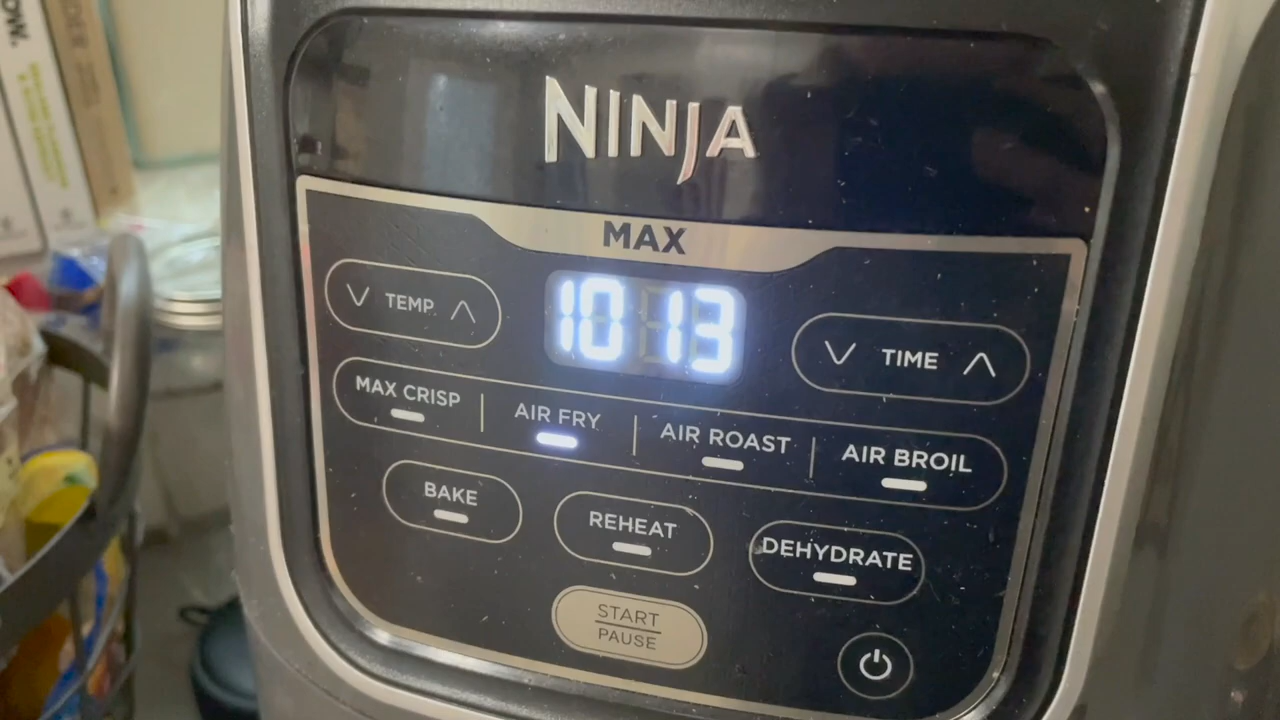 OW.
NINJA
MAX
TEMP
10 13
TIME
MAX CRISP
AIR FRY
AIR ROAST
AIR BROIL
BAKE
REHEAT
DEHYDRATE
START
PAUSE